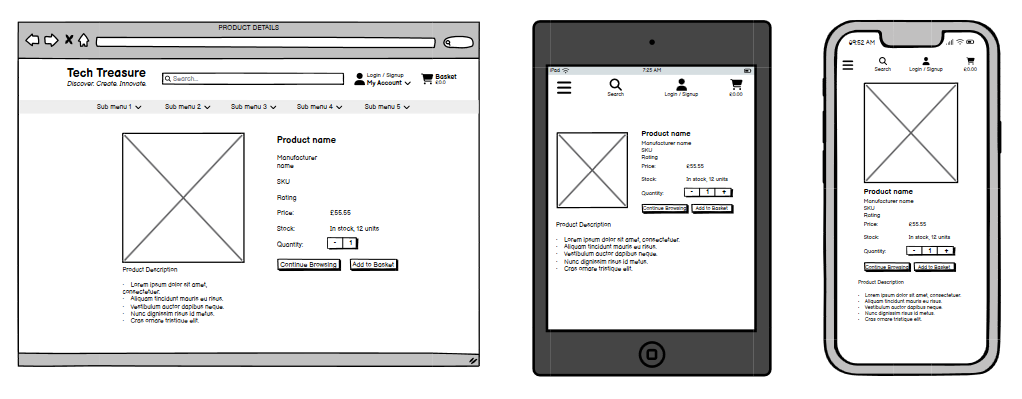 PRODUCT DETAILS
Tech Treasure
Discover. Create. Innovate.
Search...
Login / Signup
My Account
Basket
£0.0
Sub menu 1
Sub menu 2
Sub menu 3
Sub menu 4
Sub menu 5
Product name
Manufacturer
name
SKU
Rating
Price: £55.55
Stock: In stock, 12 units
Quantity: - 1
Continue Browsing Add to Basket
Product Description
· Lorem ipsum dolor sit amet,
consectetuer.
· Aliquam tincidunt mauris eu risus.
· Vestibulum auctor dapibus neque.
· Nunc dignissim risus id metus.
· Cras ornare tristique elit.
iPad 7:25 AM
Search
Login / Signup
£0.00
Product name
Manufacturer name
SKU
Rating
Price: £55.55
Stock: In stock, 12 units
Quantity: - 1 +
Continue Browsing Add to Basket
Product Description
· Lorem ipsum dolor sit amet, consectetuer.
· Aliquam tincidunt mauris eu risus.
· Vestibulum auctor dapibus neque.
· Nunc dignissim risus id metus.
· Cras ornare tristique elit.
09:52 AM
Search
Login / Signup
£0.00
Product name
Manufacturer name
SKU
Rating
Price: £55.55
Stock: In stock, 12 units
Quantity: - 1 +
Continue Browsing Add to Basket
Product Description
· Lorem ipsum dolor sit amet, consectetuer.
· Aliquam tincidunt mauris eu risus.
· Vestibulum auctor dapibus neque.
· Nunc dignissim risus id metus
· Cras ornare tristique elit.